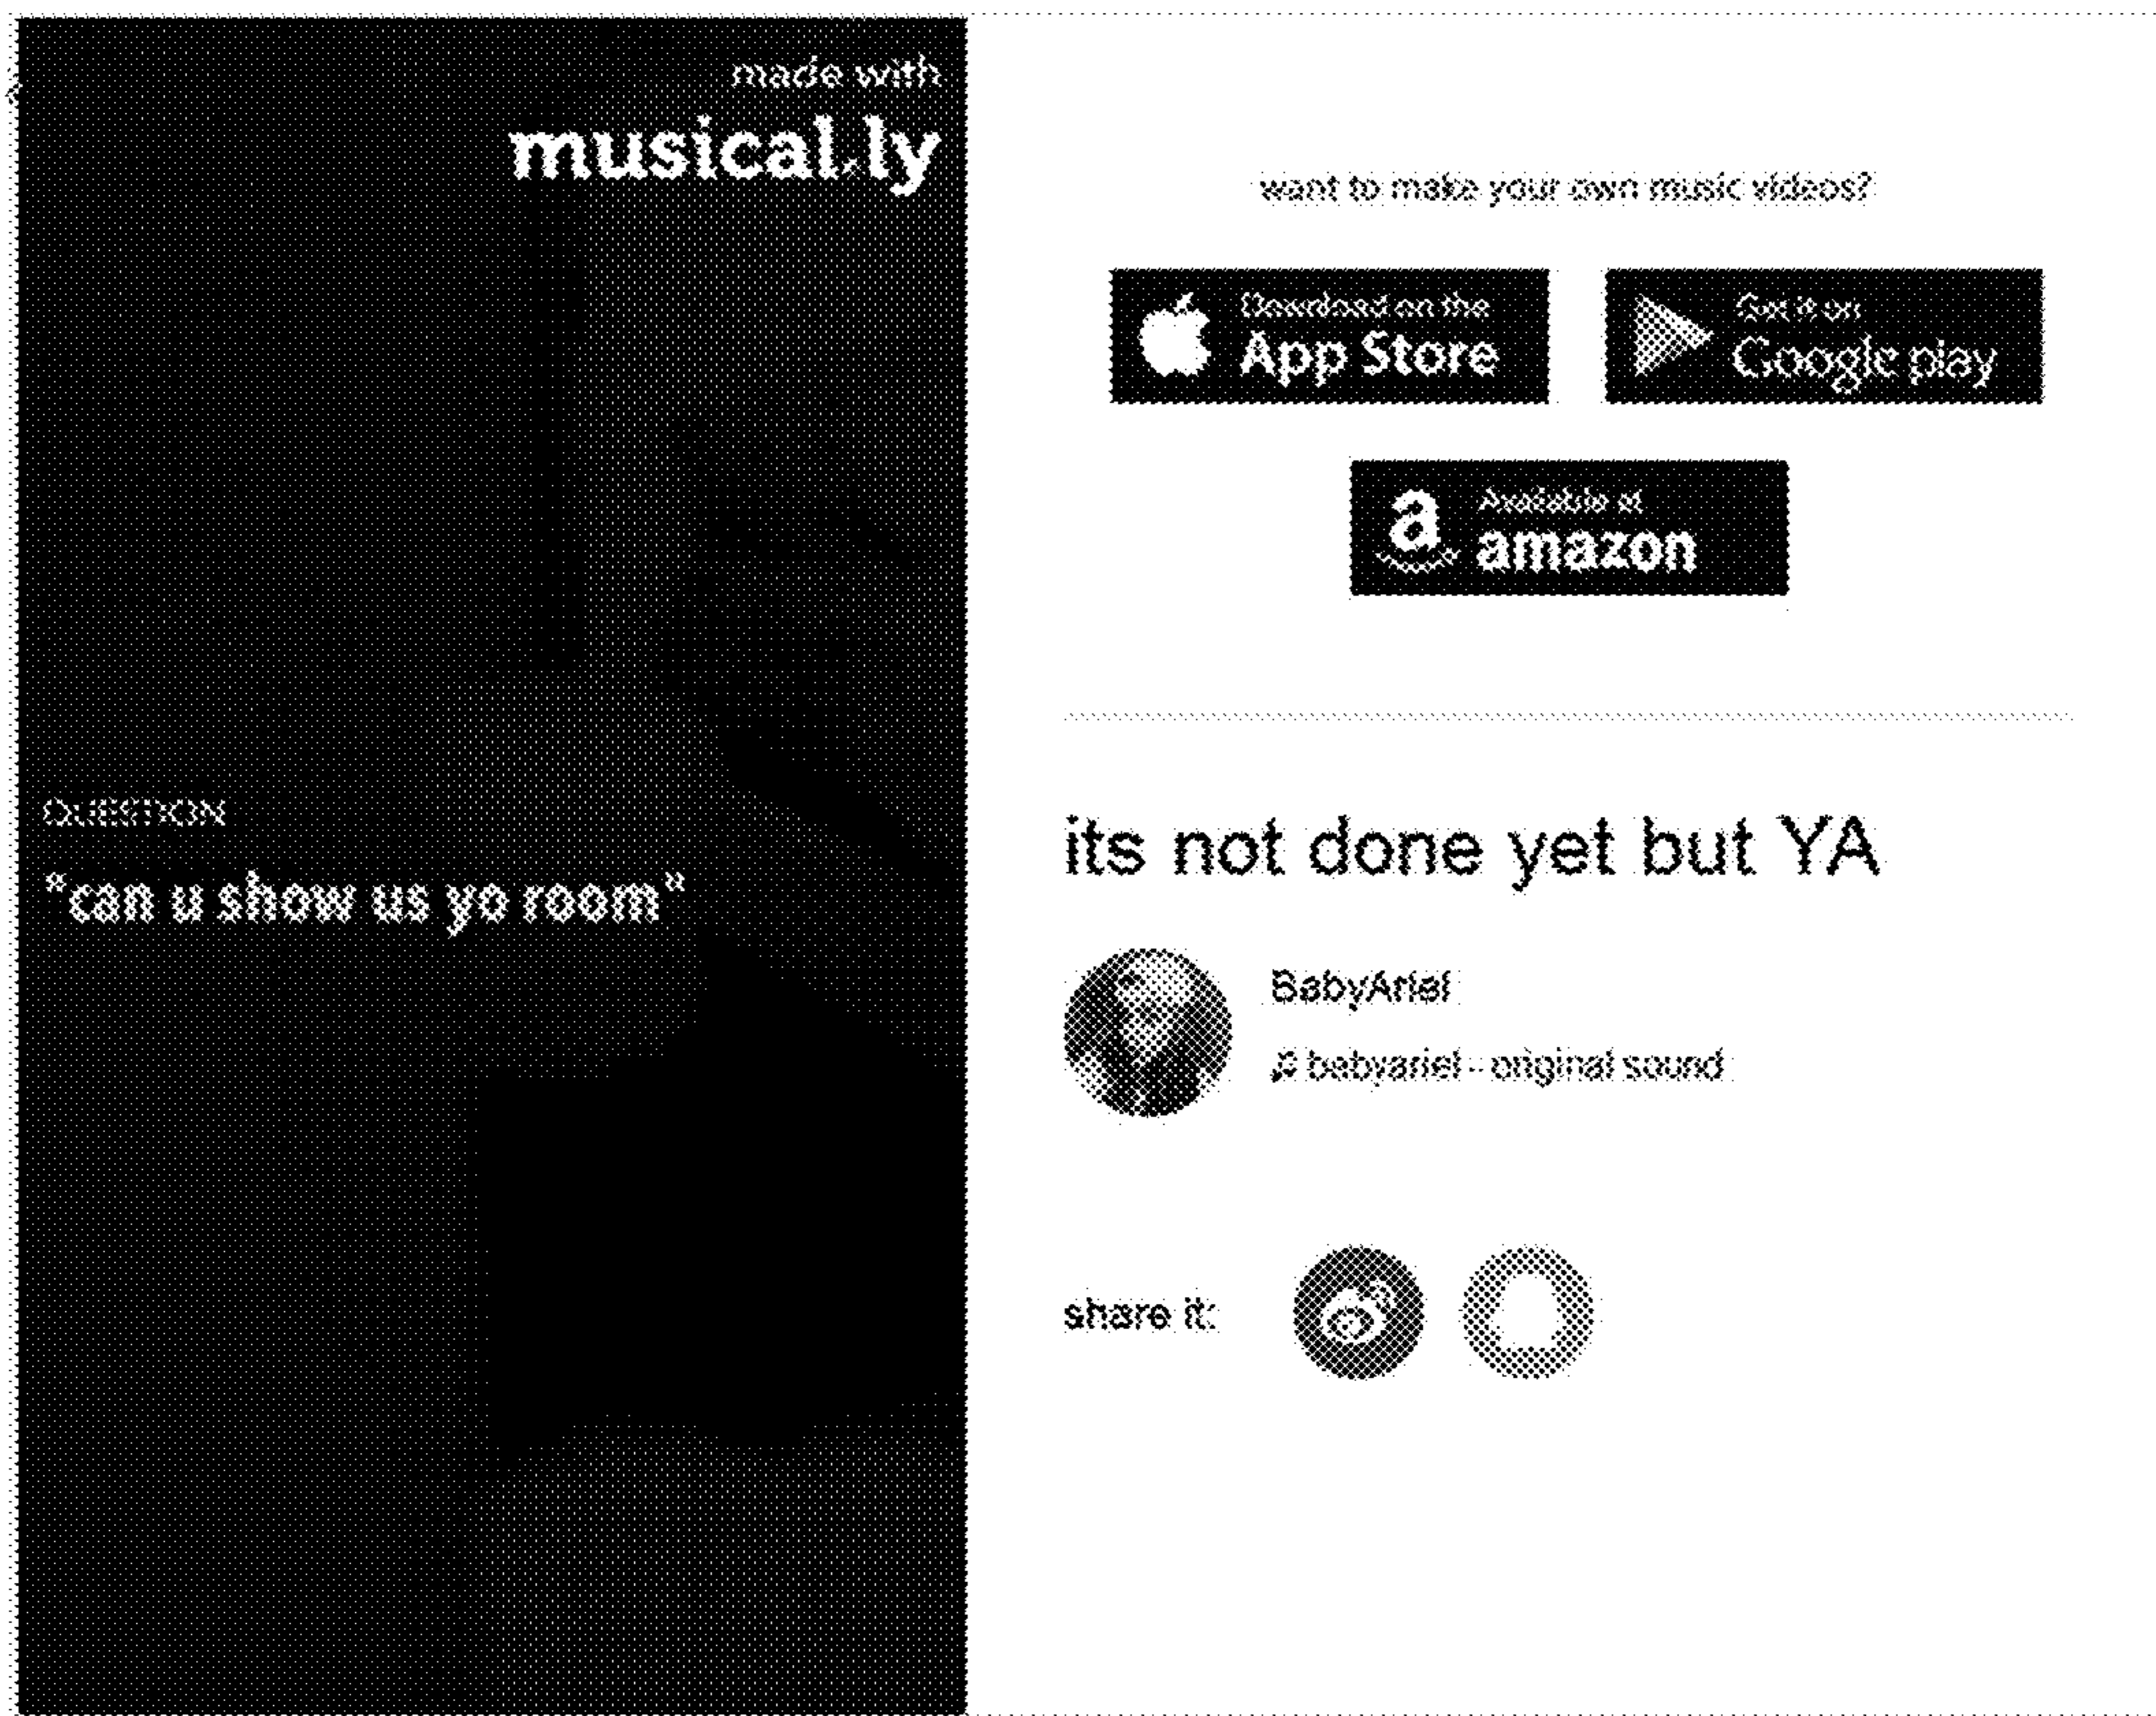 made with
musical.ly
QUESTION
"can u show us yo room"
want to make your own music videos?
Download on the
App Store
Get it on
Google play
a
Available at
amazon
its not done yet but YA
BabyAriel
babyariel - original sound
share it: